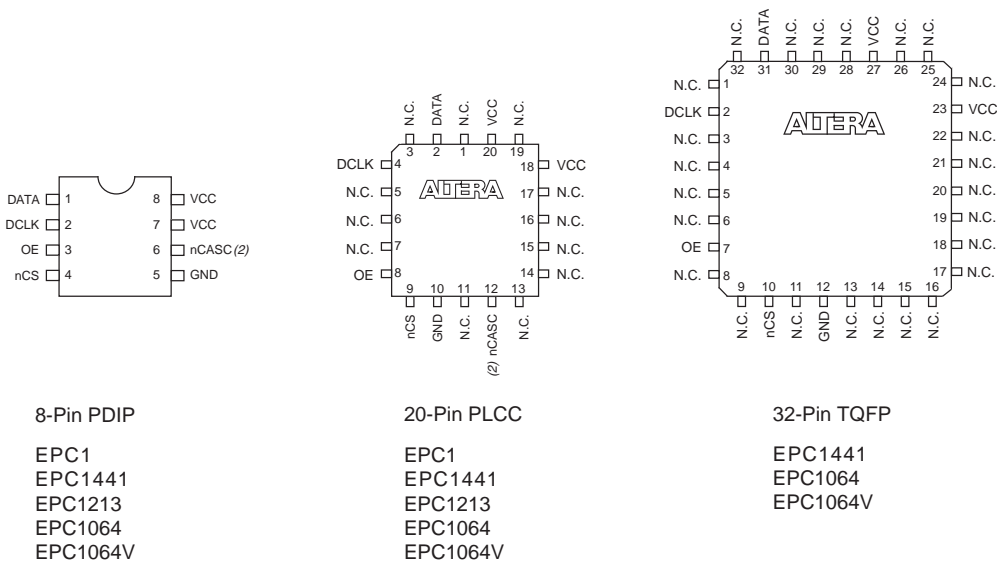 DATA 1 8 VCC
DCLK 2 7 VCC
OE 3 6 nCASC (2)
nCS 4 5 GND
8-Pin PDIP
EPC1
EPC1441
EPC1213
EPC1064
EPC1064V
N.C. DATA N.C. VCC N.C.
3 2 1 20 19
DCLK 4 18 VCC
ALTERA
N.C. 5 17 N.C.
N.C. 6 16 N.C.
N.C. 7 15 N.C.
OE 8 14 N.C.
9 10 11 12 13
nCS GND N.C. (2) nCASC N.C.
20-Pin PLCC
EPC1
EPC1441
EPC1213
EPC1064
EPC1064V
N.C. DATA N.C. N.C. N.C. VCC N.C. N.C.
32 31 30 29 28 27 26 25
N.C. 1 24 N.C.
DCLK 2 23 VCC
ALTERA
N.C. 3 22 N.C.
N.C. 4 21 N.C.
N.C. 5 20 N.C.
N.C. 6 19 N.C.
OE 7 18 N.C.
N.C. 8 17 N.C.
9 10 11 12 13 14 15 16
N.C. nCS N.C. GND N.C. N.C. N.C. N.C.
32-Pin TQFP
EPC1441
EPC1064
EPC1064V